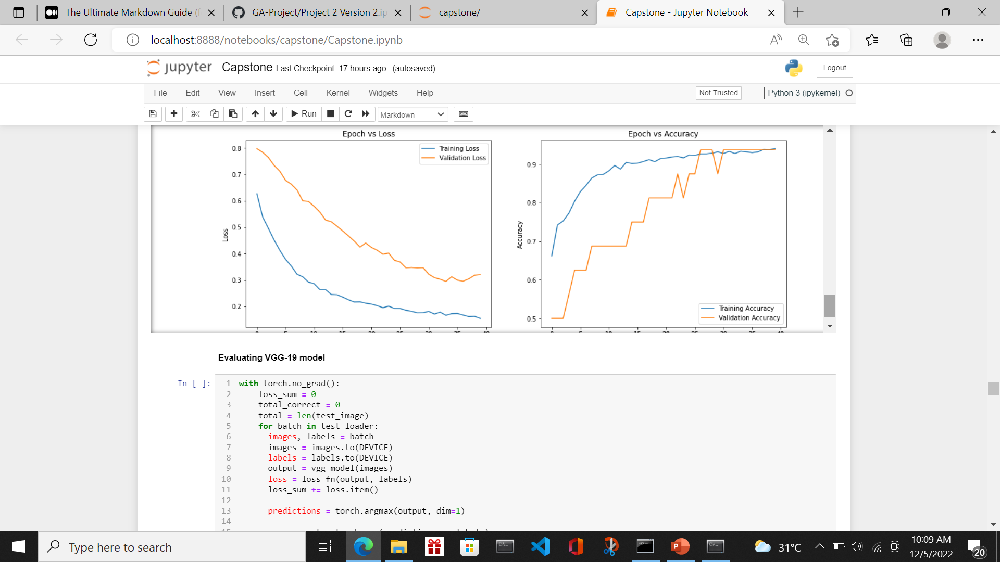 The Ultimate Markdown Guide (f
GA-Project/Project 2 Version 2.ip
capstone/
Capstone - Jupyter Notebook
localhost:8888/notebooks/capstone/Capstone.ipynb
jupyter Capstone Last Checkpoint: 17 hours ago (autosaved)
Logout
File Edit View Insert Cell Kernel Widgets Help
Not Trusted
Python 3 (ipykernel)
Run
Markdown
Epoch vs Loss
Training Loss
Validation Loss
0.8
0.7
0.6
0.5
0.4
0.3
0.2
Loss
Epoch vs Accuracy
0.9
0.8
0.7
0.6
0.5
Accuracy
Training Accuracy
Validation Accuracy
Evaluating VGG-19 model
In [ ]:
1 with torch.no_grad():
2 loss_sum = 0
3 total_correct = 0
4 total = len(test_image)
5 for batch in test_loader:
6 images, labels = batch
7 images = images.to(DEVICE)
8 labels = labels.to(DEVICE)
9 output = vgg_model(images)
10 loss = loss_fn(output, labels)
11 loss_sum += loss.item()
12
13 predictions = torch.argmax(output, dim=1)
14
Type here to search
31°C
10:09 AM
12/5/2022
20